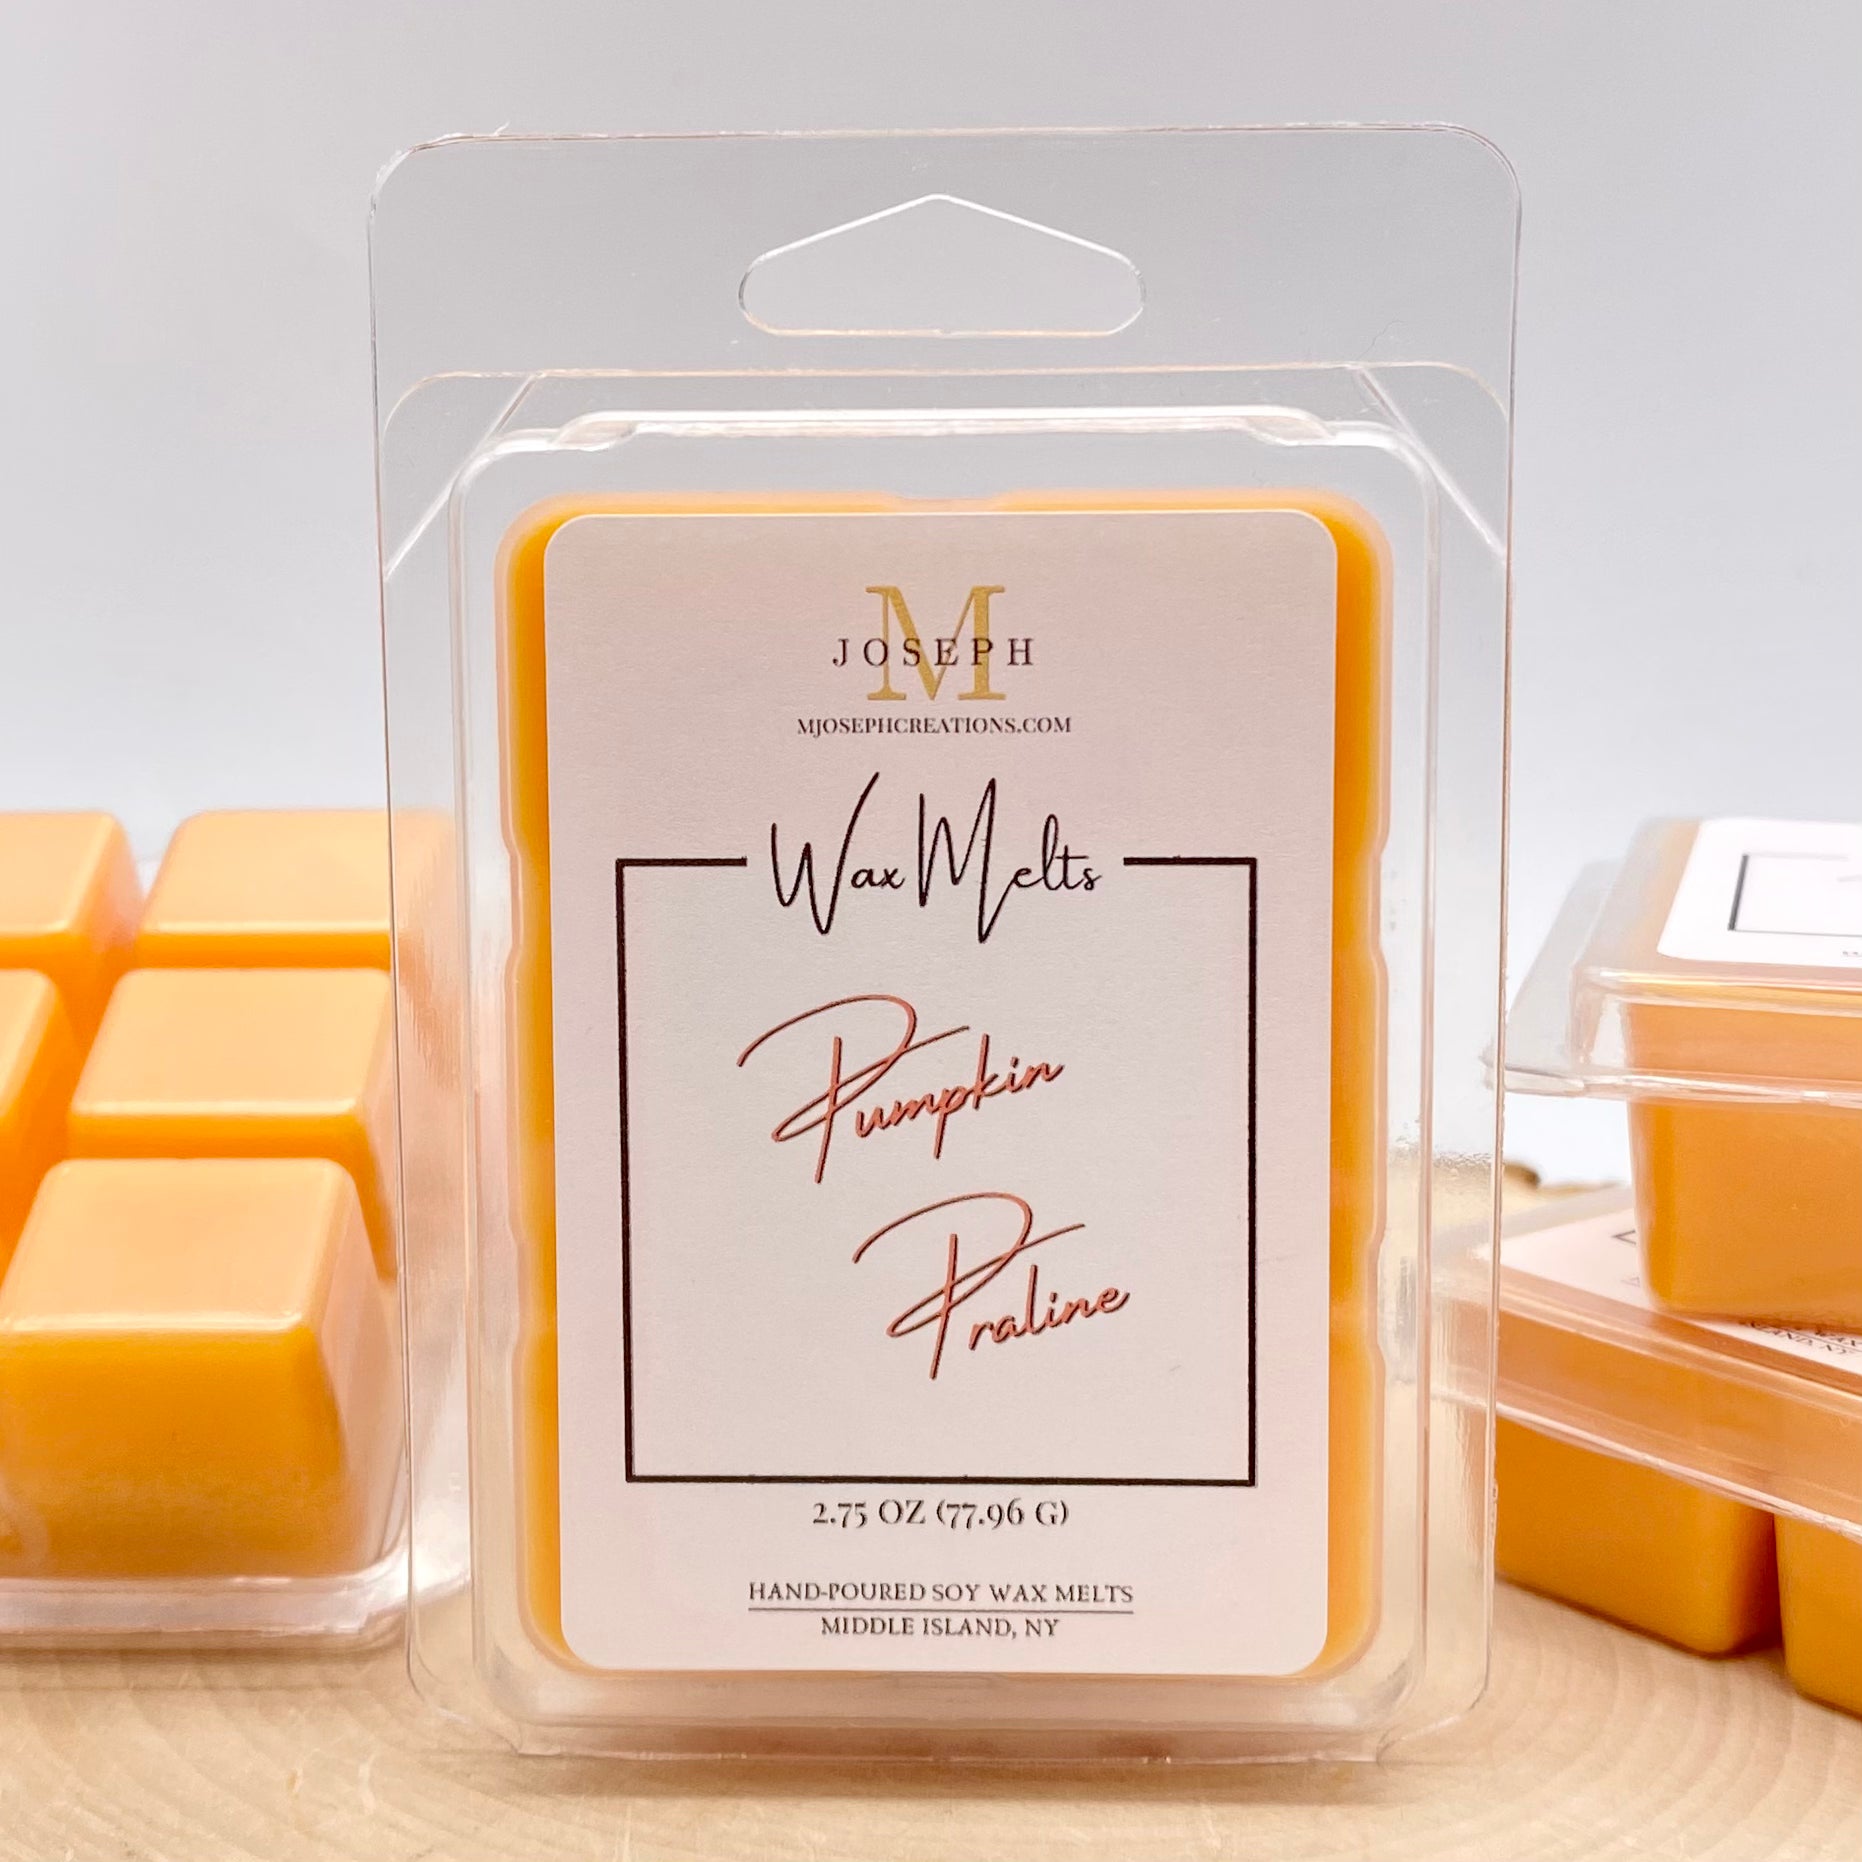 M
JOSEPH
MJOSEPHCREATIONS.COM
Wax Melts
Pumpkin
Praline
2.75 OZ (77.96 G)
HAND-POURED SOY WAX MELTS
MIDDLE ISLAND, NY